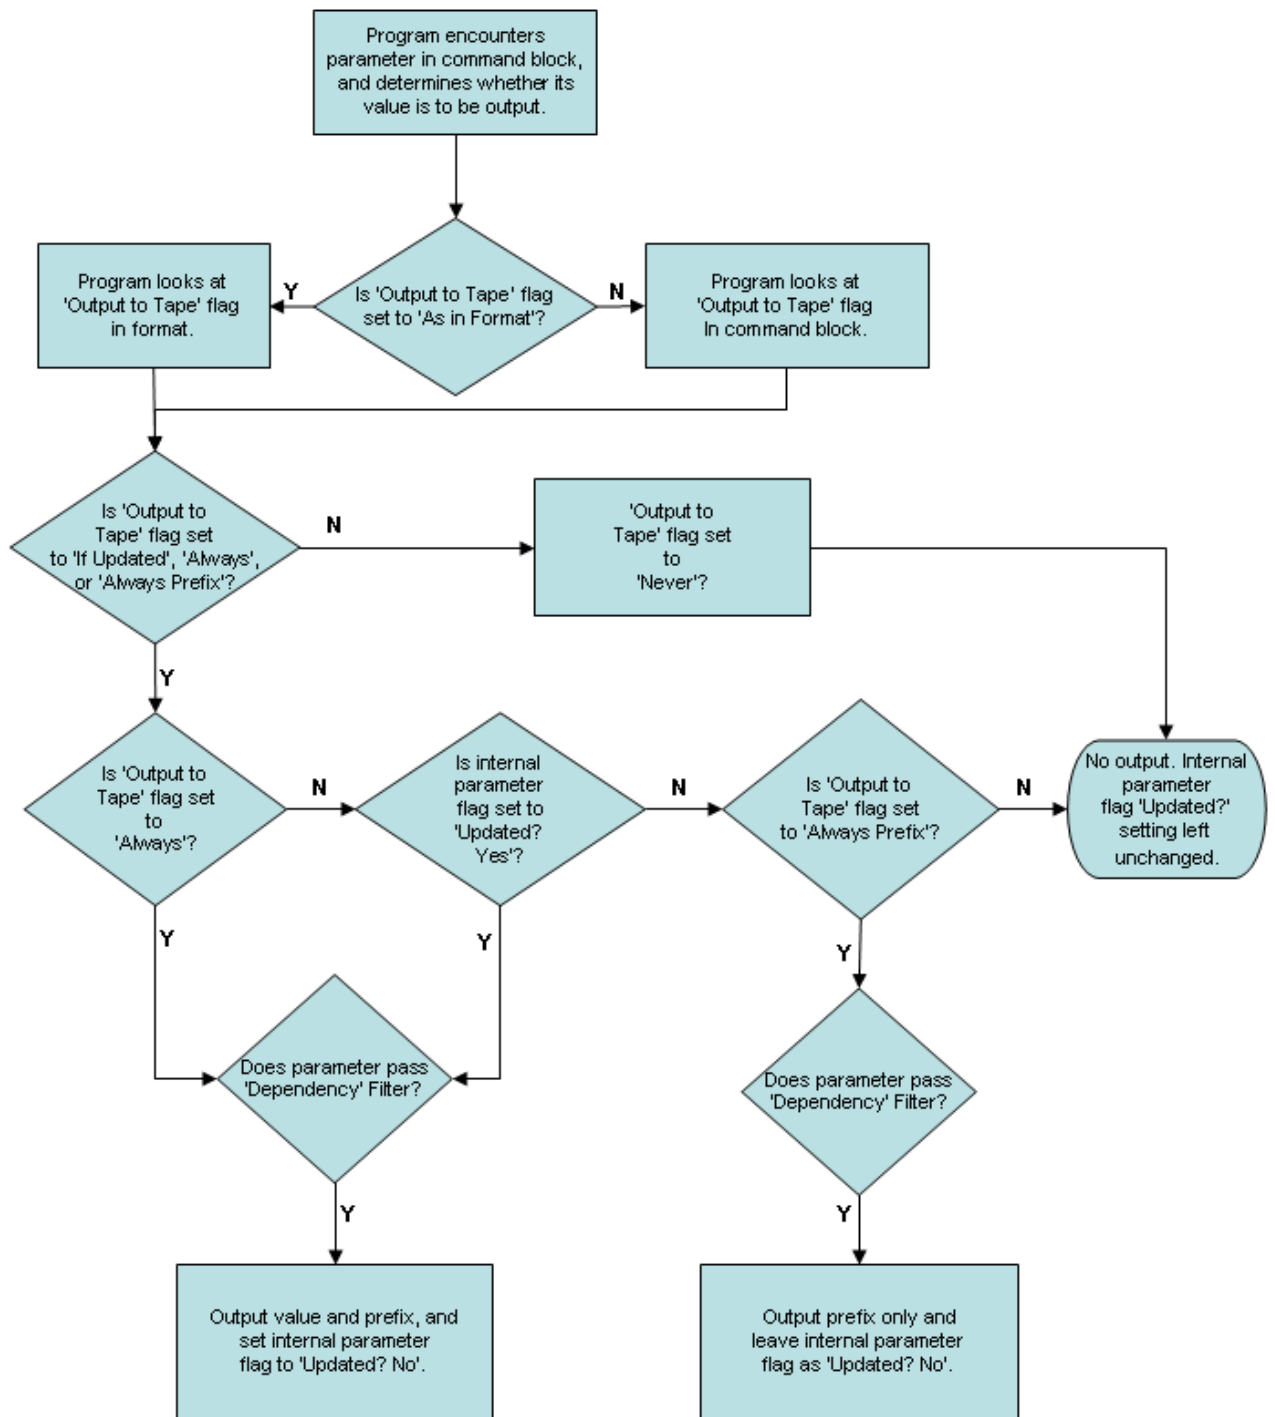 Program encounters
parameter in command block,
and determines whether its
value is to be output.
Program looks at
'Output to Tape' flag
in format.
Y
Is 'Output to Tape' flag
set to 'As in Format'?
N
Program looks at
'Output to Tape' flag
In command block.
Is 'Output to
Tape' flag set
to 'If Updated', 'Always',
or 'Always Prefix'?
N
'Output to
Tape' flag set
to
'Never'?
Y
Is 'Output to
Tape' flag set
to
'Always'?
N
Is internal
parameter
flag set to
'Updated?
Yes'?
N
Is 'Output to
Tape' flag set
to 'Always Prefix'?
N
No output. Internal
parameter
flag 'Updated?'
setting left
unchanged.
Y
Y
Y
Does parameter pass
'Dependency' Filter?
Does parameter pass
'Dependency' Filter?
Y
Y
Output value and prefix, and
set internal parameter
flag to 'Updated? No'.
Output prefix only and
leave internal parameter
flag as 'Updated? No'.